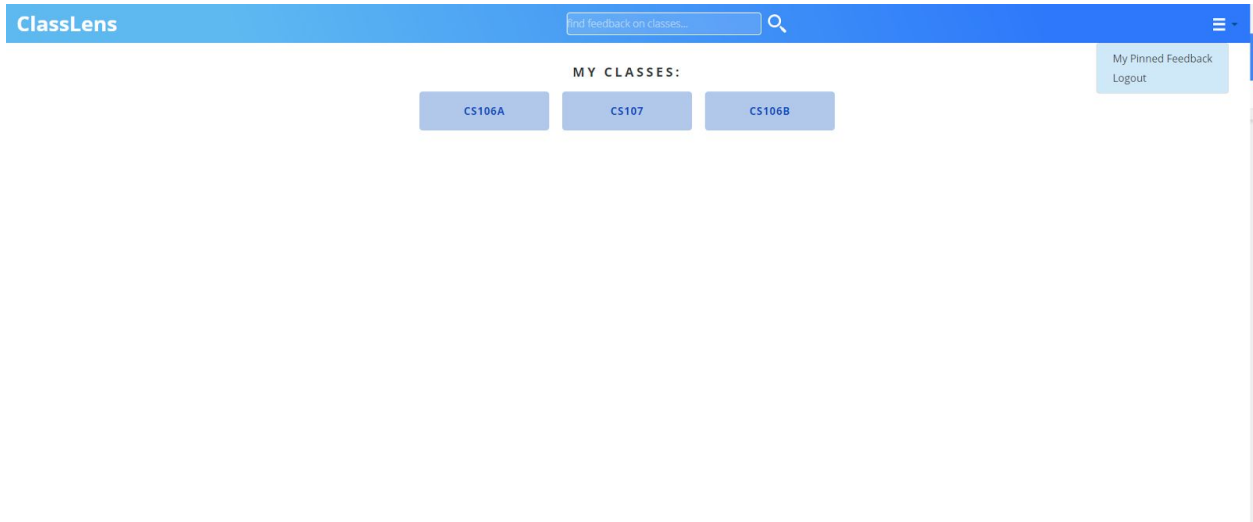 ClassLens
find feedback on classes...
My Pinned Feedback
Logout
MY CLASSES:
CS106A
CS107
CS106B